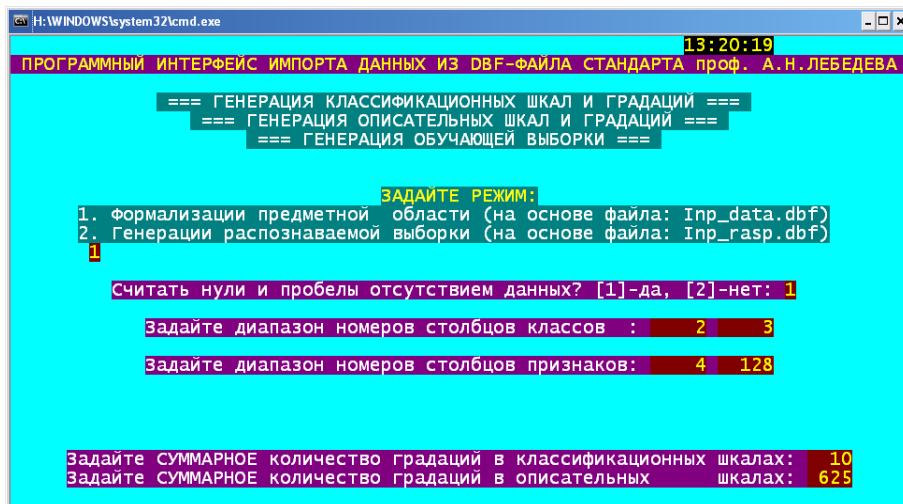 H:\WINDOWS\system32\cmd.exe
13:20:19
ПРОГРАММНЫЙ ИНТЕРФЕЙС ИМПОРТА ДАННЫХ ИЗ DBF-ФАЙЛА СТАНДАРТА проф. А.Н.ЛЕБЕДЕВА
=== ГЕНЕРАЦИЯ КЛАССИФИКАЦИОННЫХ ШКАЛ И ГРАДАЦИЙ ===
=== ГЕНЕРАЦИЯ ОПИСАТЕЛЬНЫХ ШКАЛ И ГРАДАЦИЙ ===
=== ГЕНЕРАЦИЯ ОБУЧАЮЩЕЙ ВЫБОРКИ ===
ЗАДАЙТЕ РЕЖИМ:
1. Формализации предметной области (на основе файла: Inp_data.dbf)
2. Генерации распознаваемой выборки (на основе файла: Inp_rasp.dbf)
1
Считать нули и пробелы отсутствием данных? [1]-да, [2]-нет: 1
Задайте диапазон номеров столбцов классов : 2 3
Задайте диапазон номеров столбцов признаков: 4 128
Задайте СУММАРНОЕ количество градаций в классификационных шкалах: 10
Задайте СУММАРНОЕ количество градаций в описательных шкалах: 625